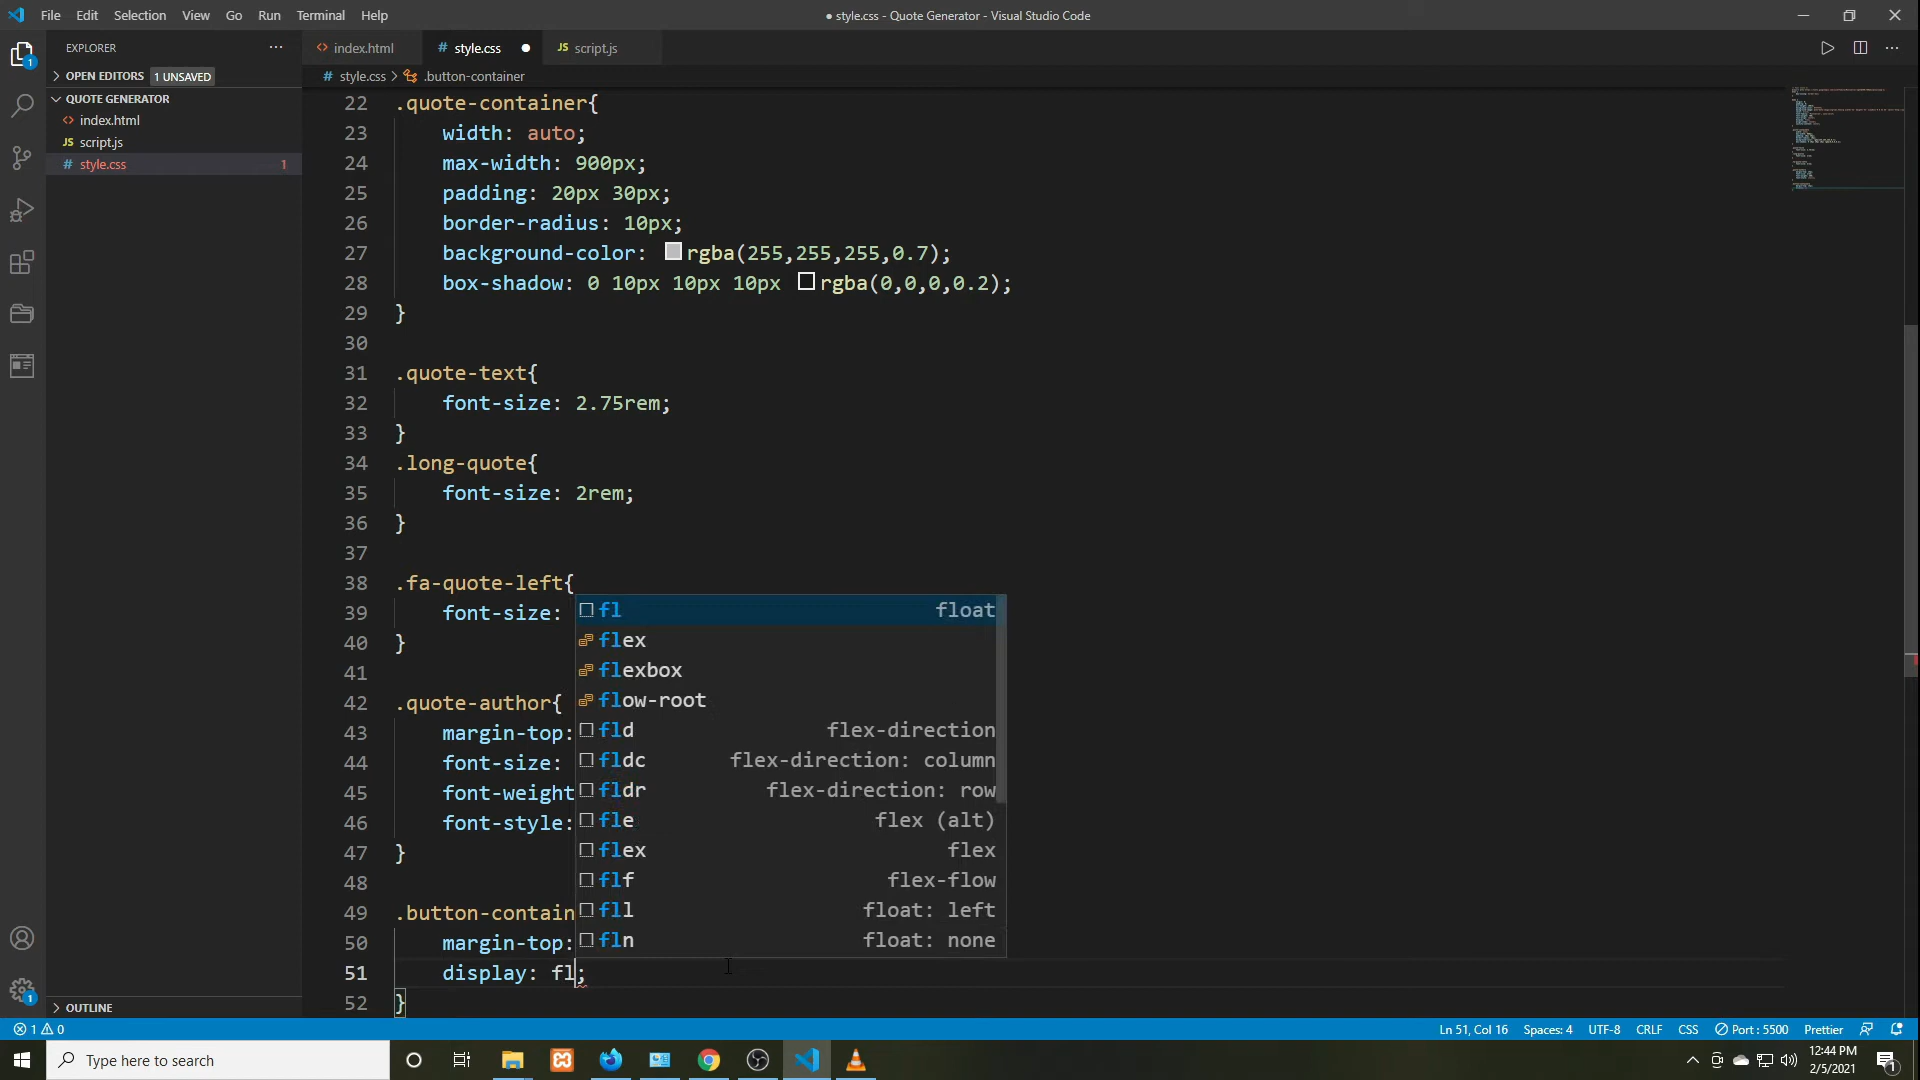 File Edit Selection View Go Run Terminal Help
● style.css - Quote Generator - Visual Studio Code
EXPLORER ···
<> index.html
# style.css ●
JS script.js
OPEN EDITORS 1 UNSAVED
# style.css > .button-container
QUOTE GENERATOR
<> index.html
JS script.js
# style.css 1
22 .quote-container{
23 width: auto;
24 max-width: 900px;
25 padding: 20px 30px;
26 border-radius: 10px;
27 background-color: rgba(255,255,255,0.7);
28 box-shadow: 0 10px 10px 10px rgba(0,0,0,0.2);
29 }
30
31 .quote-text{
32 font-size: 2.75rem;
33 }
34 .long-quote{
35 font-size: 2rem;
36 }
37
38 .fa-quote-left{
39 font-size:
40 }
41
42 .quote-author{
43 margin-top:
44 font-size:
45 font-weight
46 font-style:
47 }
48
49 .button-contain
50 margin-top:
51 display: fl;
52 }
fl float
flex
flexbox
flow-root
fld flex-direction
fldc flex-direction: column
fldr flex-direction: row
fle flex (alt)
flex flex
flf flex-flow
fll float: left
fln float: none
OUTLINE
1 0
Ln 51, Col 16 Spaces: 4 UTF-8 CRLF CSS Port : 5500 Prettier
Type here to search
12:44 PM
2/5/2021
1